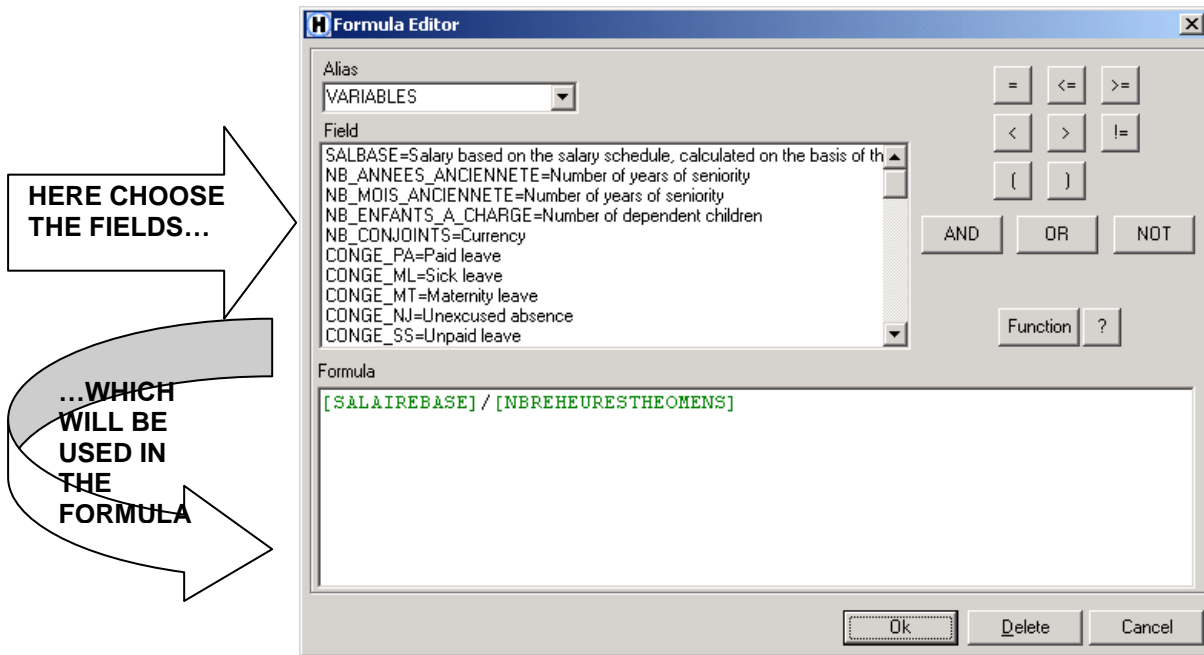 Formula Editor
Alias
VARIABLES
Field
SALBASE=Salary based on the salary schedule, calculated on the basis of th
NB_ANNEES_ANCIENNETE=Number of years of seniority
NB_MOIS_ANCIENNETE=Number of years of seniority
NB_ENFANTS_A_CHARGE=Number of dependent children
NB_CONJOINTS=Currency
CONGE_PA=Paid leave
CONGE_ML=Sick leave
CONGE_MT=Maternity leave
CONGE_NJ=Unexcused absence
CONGE_SS=Unpaid leave
= <= >=
< > !=
( )
AND OR NOT
Function ?
HERE CHOOSE
THE FIELDS…
…WHICH
WILL BE
USED IN
THE
FORMULA
Formula
[SALAIREBASE]/[NBREHEURESTHEOMENS]
Ok Delete Cancel